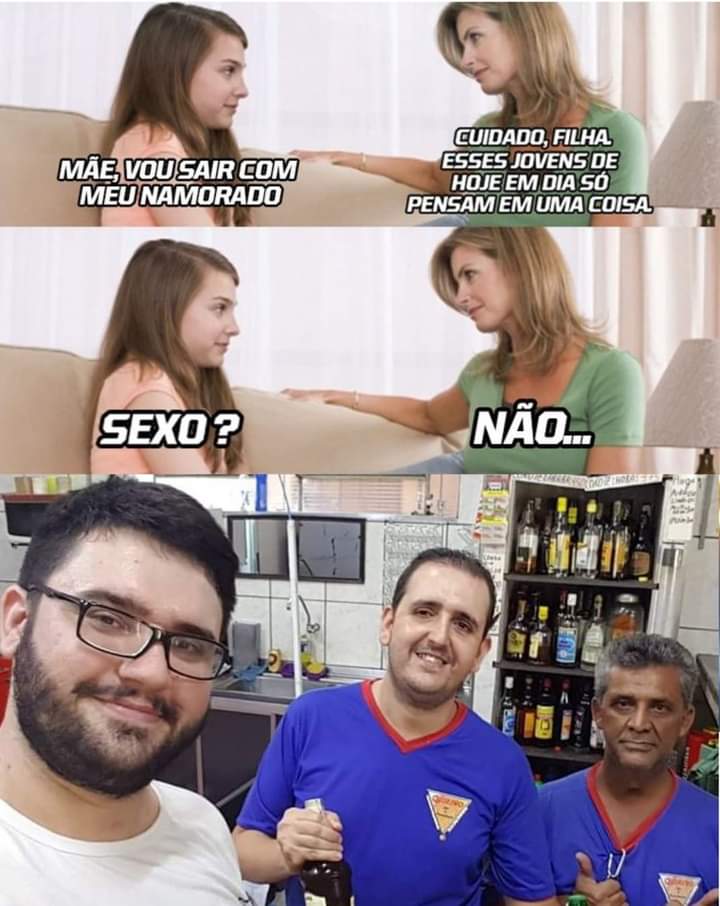 MÃE, VOU SAIR COM
MEU NAMORADO
CUIDADO, FILHA.
ESSES JOVENS DE
HOJE EM DIA SÓ
PENSAM EM UMA COISA.
SEXO?
NÃO...